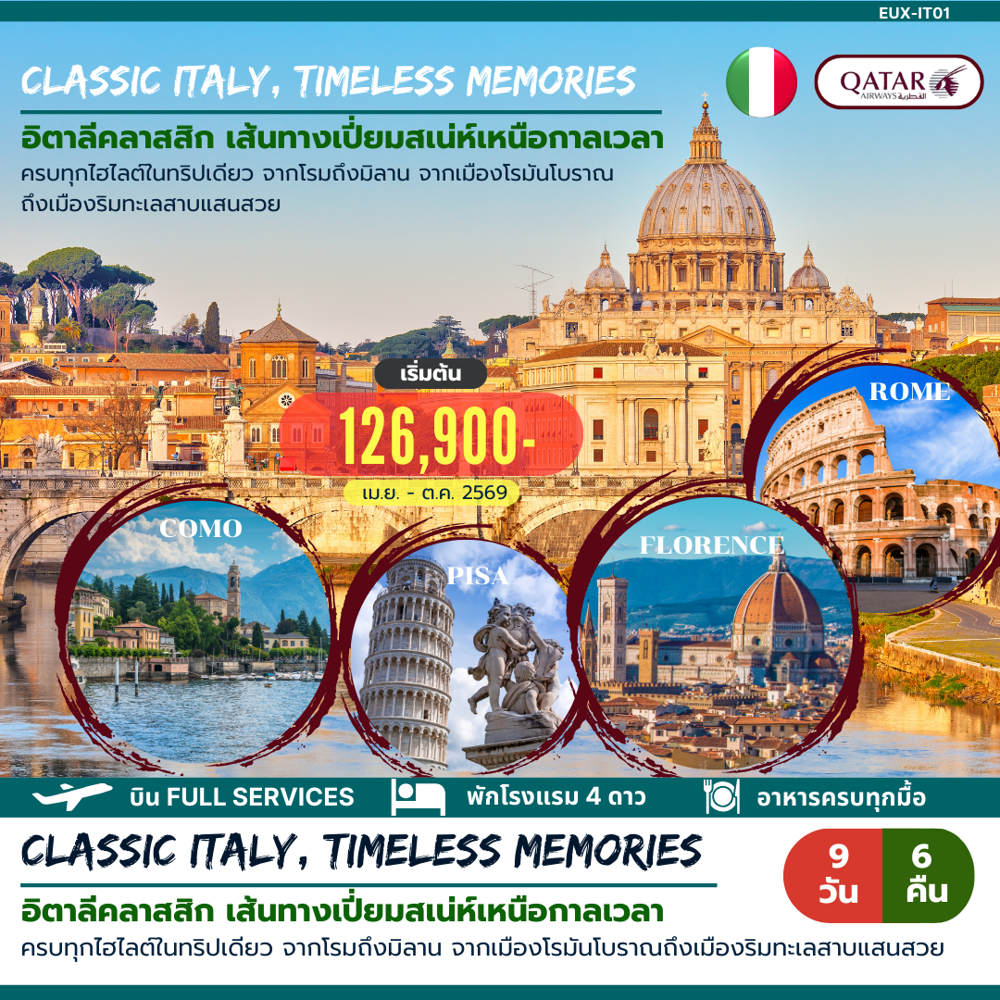 EUX-IT01
CLASSIC ITALY, TIMELESS MEMORIES
QATAR
AIRWAYS القطرية
อิตาลีคลาสสิก เส้นทางเปี่ยมสเน่ห์เหนือกาลเวลา
ครบทุกไฮไลต์ในทริปเดียว จากโรมถึงมิลาน จากเมืองโรมันโบราณ
ถึงเมืองริมทะเลสาบแสนสวย
เริ่มต้น
126,900-
เม.ย. - ต.ค. 2569
ROME
COMO
PISA
FLORENCE
บิน FULL SERVICES
พักโรงแรม 4 ดาว
อาหารครบทุกมื้อ
CLASSIC ITALY, TIMELESS MEMORIES
9
วัน
6
คืน
อิตาลีคลาสสิก เส้นทางเปี่ยมสเน่ห์เหนือกาลเวลา
ครบทุกไฮไลต์ในทริปเดียว จากโรมถึงมิลาน จากเมืองโรมันโบราณถึงเมืองริมทะเลสาบแสนสวย